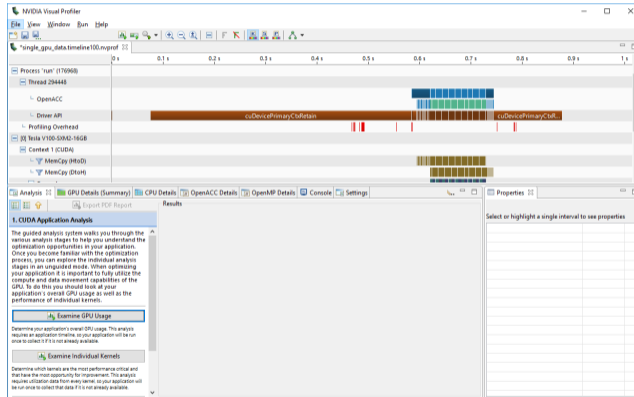 NVIDIA Visual Profiler
File View Window Run Help
*single_gpu_data.timeline100.nvprof
0 s 0.1 s 0.2 s 0.3 s 0.4 s 0.5 s 0.6 s 0.7 s 0.8 s 0.9 s 1 s
Process 'run' (176968)
Thread 294448
OpenACC
Driver API cuDevicePrimaryCtxRetain cuDevicePrimaryCtxR...
Profiling Overhead
[0] Tesla V100-SXM2-16GB
Context 1 (CUDA)
MemCpy (HtoD)
MemCpy (DtoH)
Analysis GPU Details (Summary) CPU Details OpenACC Details OpenMP Details Console Settings Properties
Export PDF Report Results
1. CUDA Application Analysis
Select or highlight a single interval to see properties
The guided analysis system walks you through the
various analysis stages to help you understand the
optimization opportunities in your application.
Once you become familiar with the optimization
process, you can explore the individual analysis
stages in an unguided mode. When optimizing
your application it is important to fully utilize the
compute and data movement capabilities of the
GPU. To do this you should look at your
application's overall GPU usage as well as the
performance of individual kernels.
Examine GPU Usage
Determine your application's overall GPU usage. This analysis
requires an application timeline, so your application will be run
once to collect it if it is not already available.
Examine Individual Kernels
Determine which kernels are the most performance critical and
that have the most opportunity for improvement. This analysis
requires utilization data from every kernel, so your application will
be run once to collect that data if it is not already available.